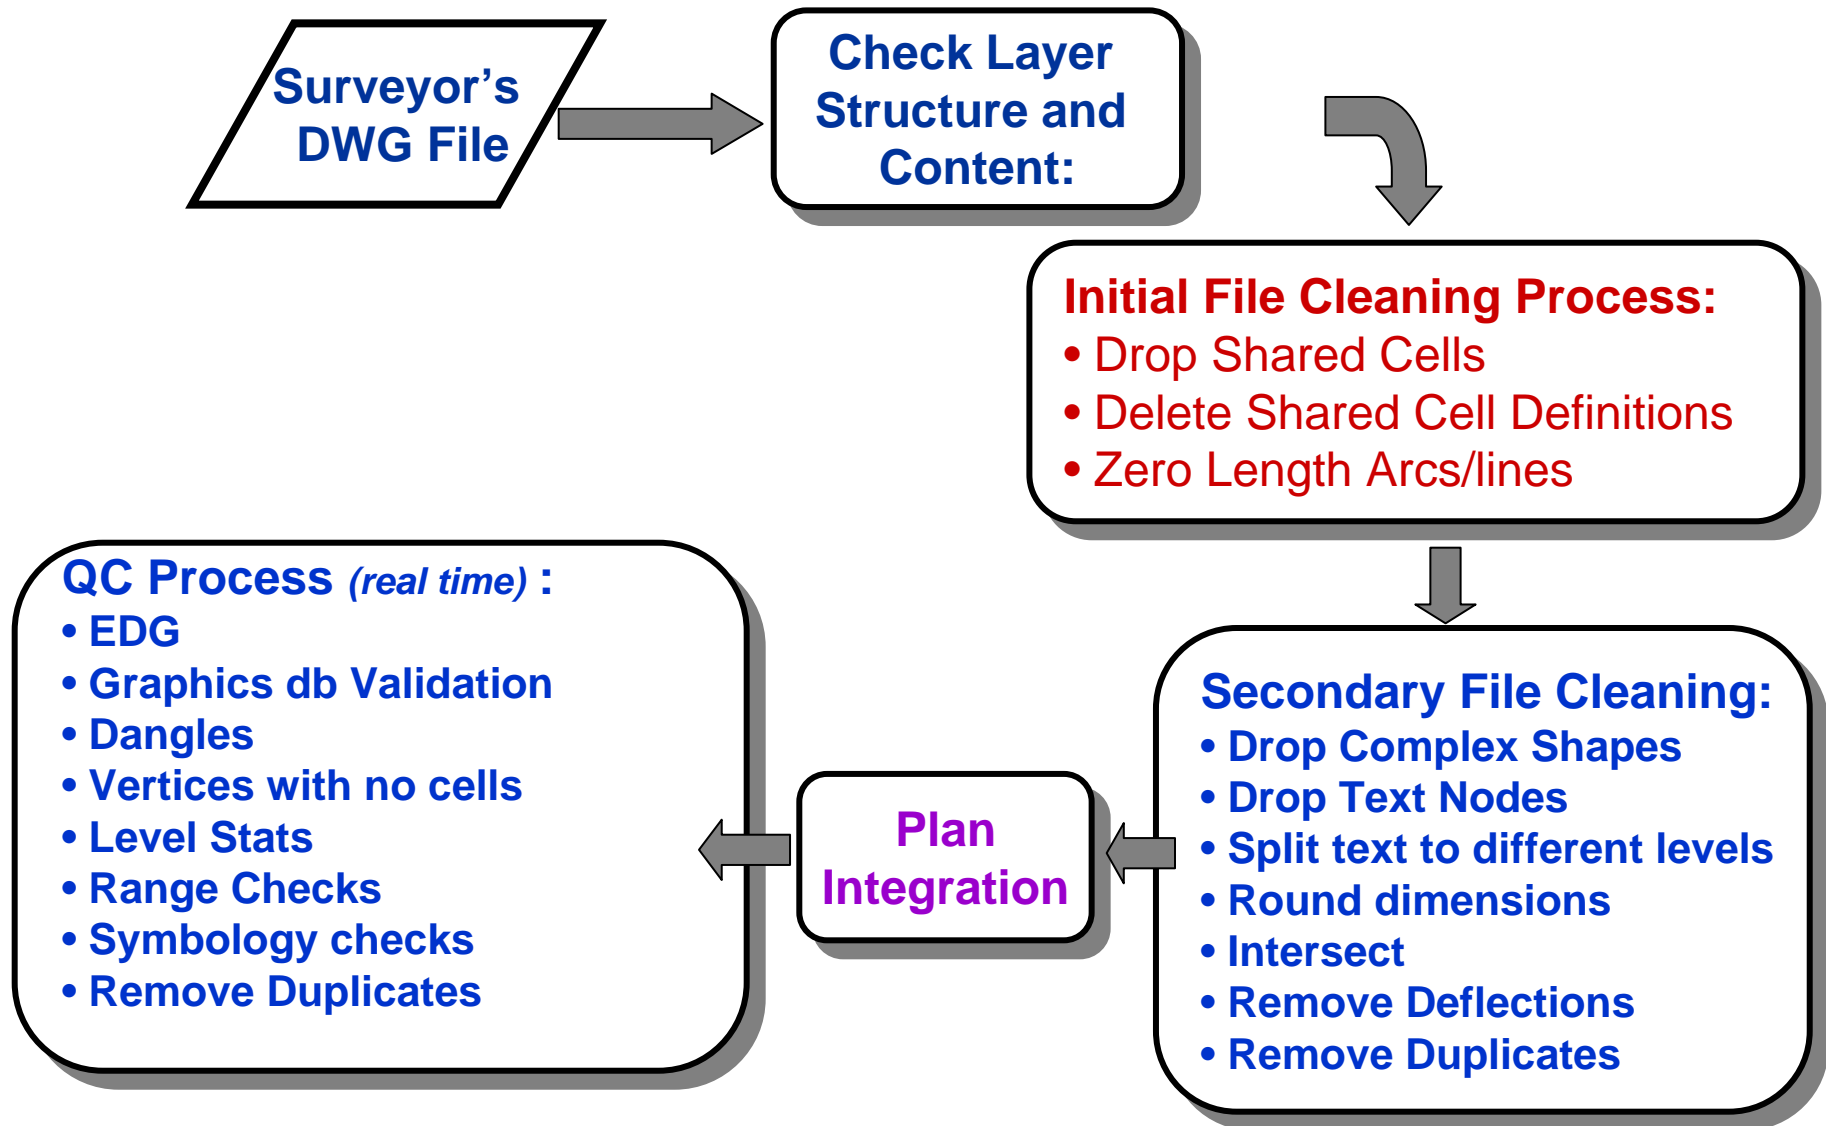 Surveyor’s
DWG File
Check Layer
Structure and
Content:
Initial File Cleaning Process:
• Drop Shared Cells
• Delete Shared Cell Definitions
• Zero Length Arcs/lines
Secondary File Cleaning:
• Drop Complex Shapes
• Drop Text Nodes
• Split text to different levels
• Round dimensions
• Intersect
• Remove Deflections
• Remove Duplicates
Plan
Integration
QC Process (real time) :
• EDG
• Graphics db Validation
• Dangles
• Vertices with no cells
• Level Stats
• Range Checks
• Symbology checks
• Remove Duplicates